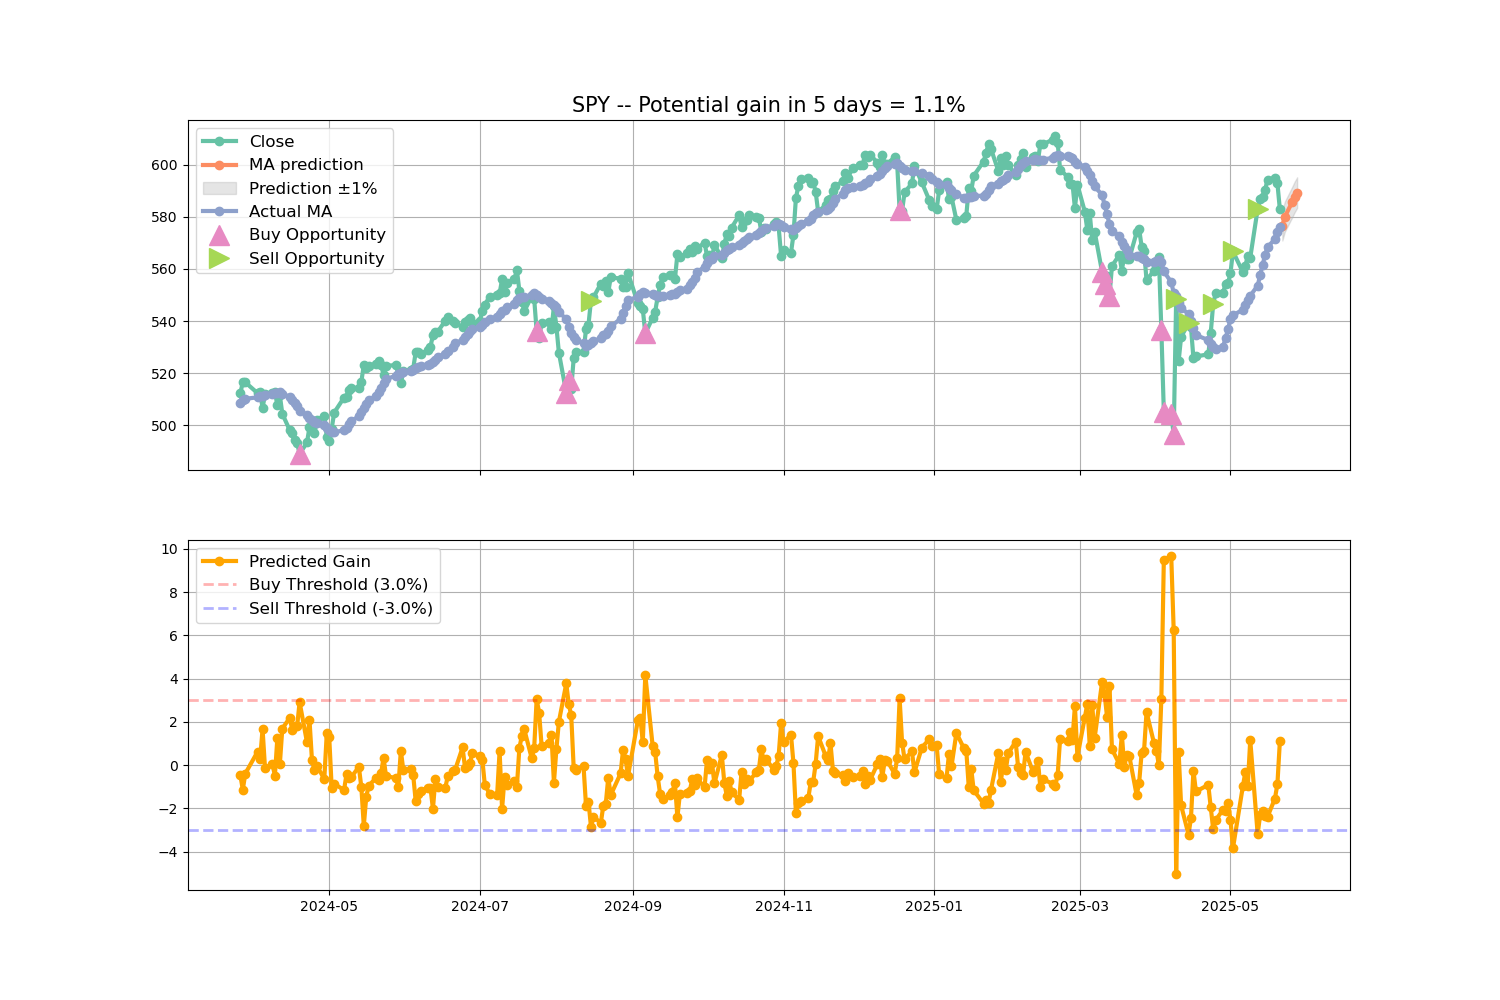 SPY -- Potential gain in 5 days = 1.1%
Close
MA prediction
Prediction ±1%
Actual MA
Buy Opportunity
Sell Opportunity
600
580
560
540
520
500
Predicted Gain
Buy Threshold (3.0%)
Sell Threshold (-3.0%)
10
8
6
4
2
0
−2
−4
2024-05
2024-07
2024-09
2024-11
2025-01
2025-03
2025-05